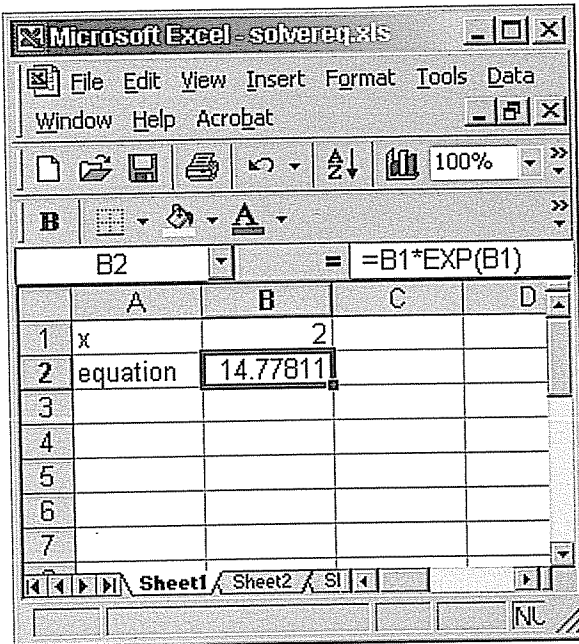 Microsoft Excel - solvereq.xls
File Edit View Insert Format Tools Data
Window Help Acrobat
100%
B A
B2 = =B1*EXP(B1)
A B C D
1 x 2
2 equation 14.77811
3
4
5
6
7
Sheet1 Sheet2 Sl
NU